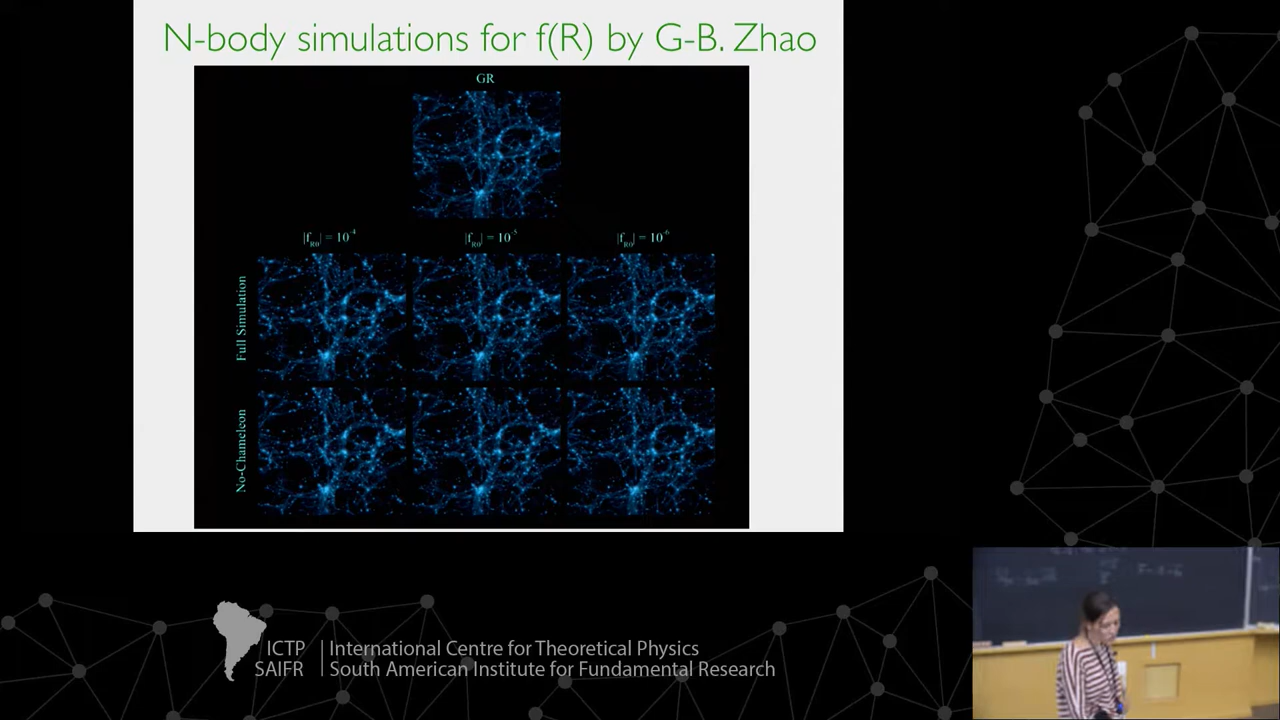 N-body simulations for f(R) by G-B. Zhao
GR
|f_R0| = 10^-4 |f_R0| = 10^-5 |f_R0| = 10^-6
Full Simulation
No-Chameleon
ICTP | International Centre for Theoretical Physics
SAIFR | South American Institute for Fundamental Research